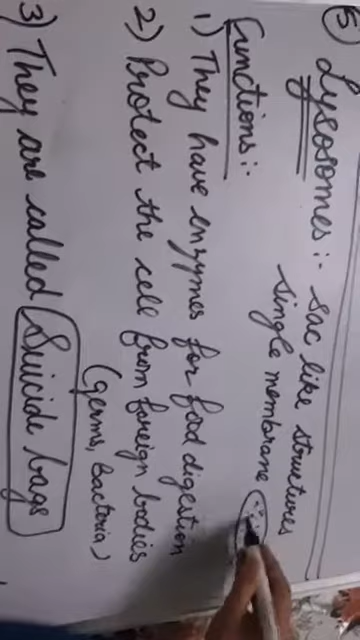 5) Lysosomes :- Sac like structures
single membrane
Functions :-
1) They have enzymes for food digestion
2) Protect the cell from foreign bodies
(germs, bacteria)
3) They are called Suicide bags